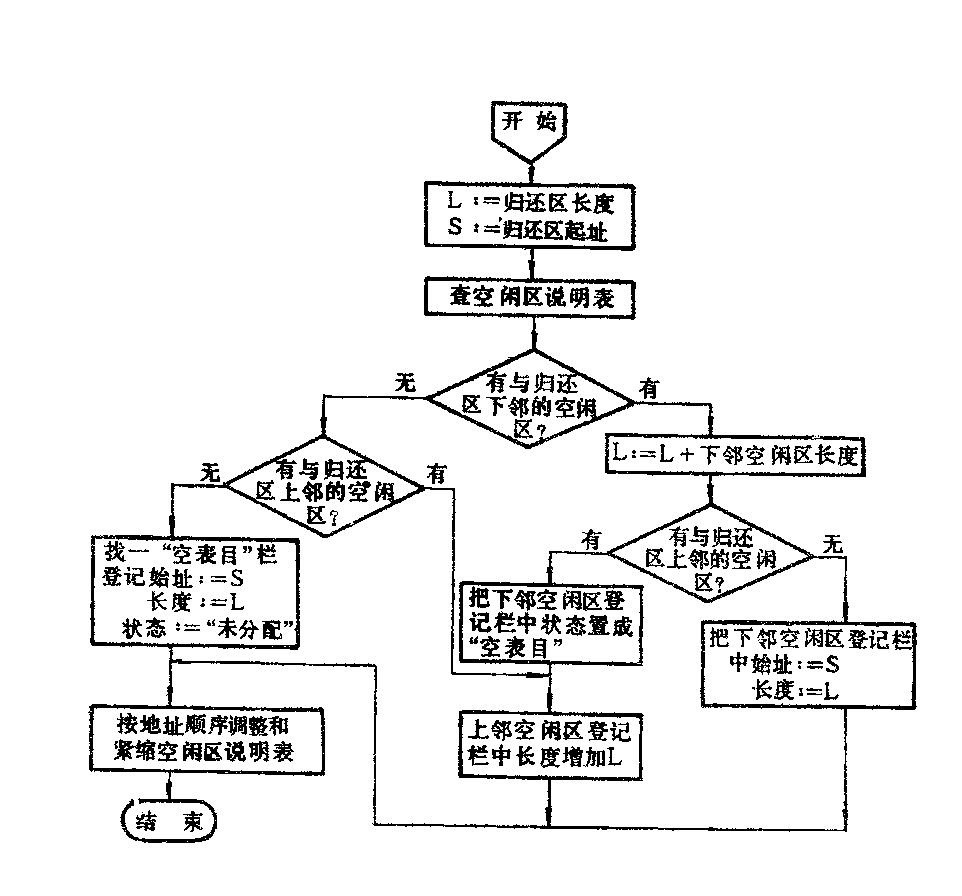 开 始
L:=归还区长度
S:=归还区起址
查空闲区说明表
无
有与归还
区下邻的空闲
区?
有
L:=L+下邻空闲区长度
无
有与归还
区上邻的空闲
区?
有
有
有与归还
区上邻的空闲
区?
无
找一“空表目”栏
登记始址:=S
长度:=L
状态:=“未分配”
把下邻空闲区登
记栏中状态置成
“空表目”
把下邻空闲区登记栏
中始址:=S
长度:=L
按地址顺序调整和
紧缩空闲区说明表
上邻空闲区登记
栏中长度增加L
结 束